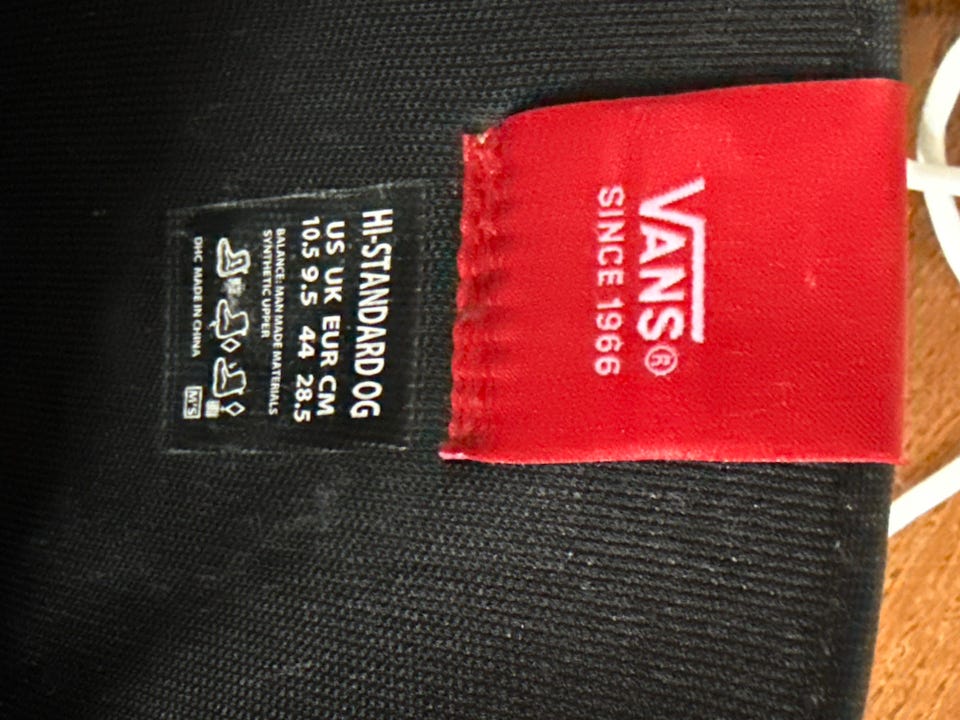 VANS®
SINCE 1966
HI-STANDARD OG
US UK EUR CM
10.5 9.5 44 28.5
BALANCE: MAN MADE MATERIALS
SYNTHETIC UPPER
DHC MADE IN CHINA
M'S